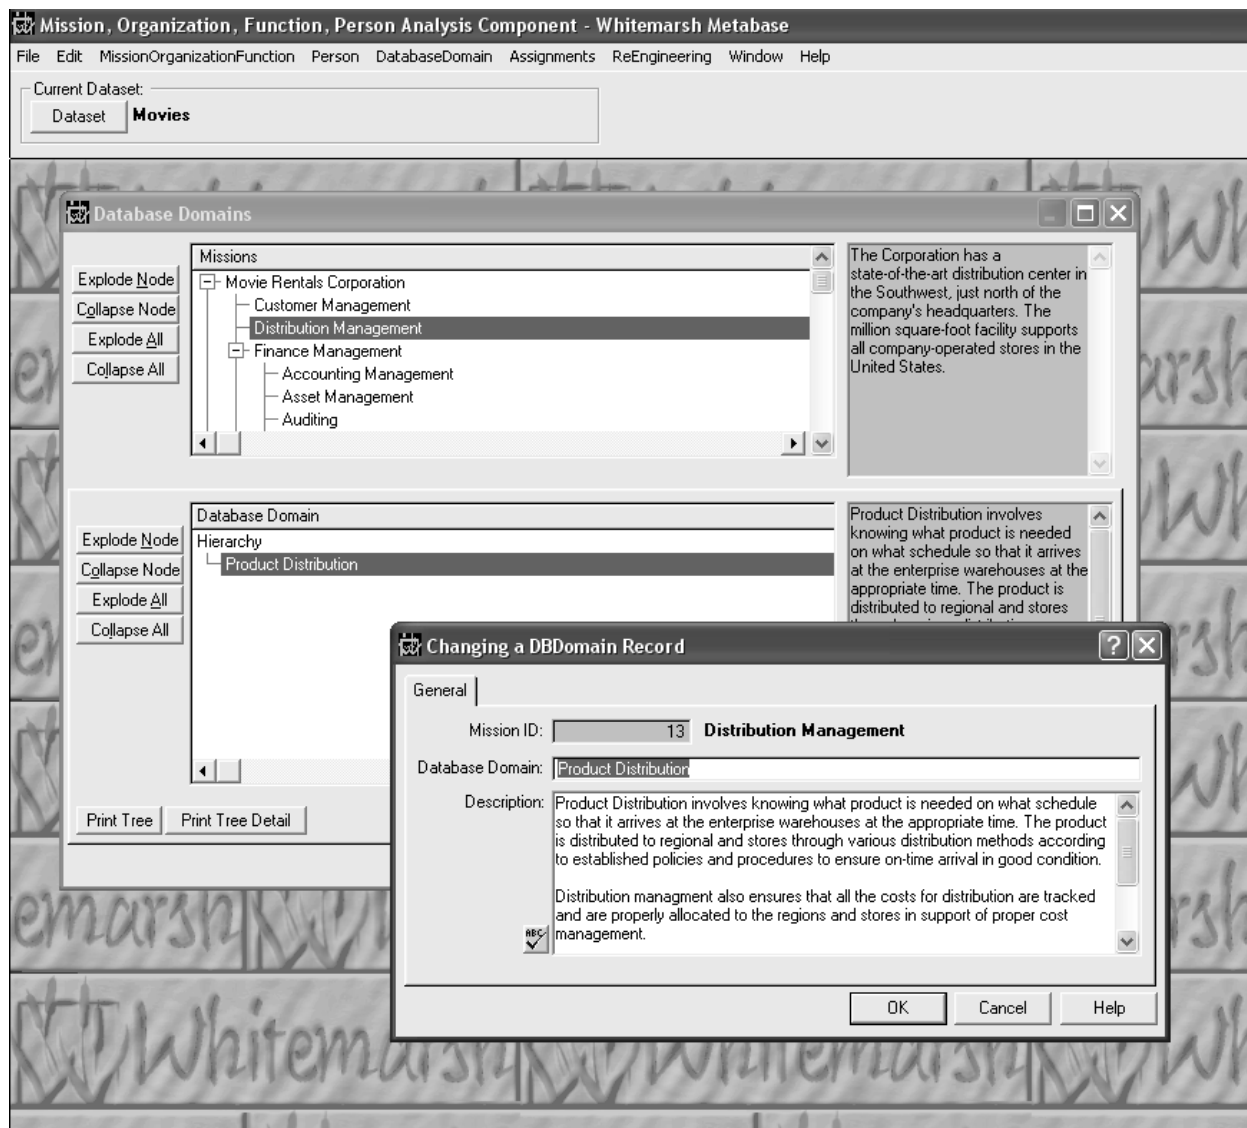 Mission, Organization, Function, Person Analysis Component - Whitemarsh Metabase
File Edit MissionOrganizationFunction Person DatabaseDomain Assignments ReEngineering Window Help
Current Dataset:
Dataset Movies
Database Domains
Missions
Movie Rentals Corporation
Customer Management
Distribution Management
Finance Management
Accounting Management
Asset Management
Auditing
Explode Node
Collapse Node
Explode All
Collapse All
The Corporation has a
state-of-the-art distribution center in
the Southwest, just north of the
company's headquarters. The
million square-foot facility supports
all company-operated stores in the
United States.
Database Domain
Hierarchy
Product Distribution
Explode Node
Collapse Node
Explode All
Collapse All
Product Distribution involves
knowing what product is needed
on what schedule so that it arrives
at the enterprise warehouses at the
appropriate time. The product is
distributed to regional and stores
Print Tree Print Tree Detail
Changing a DBDomain Record
General
Mission ID: 13 Distribution Management
Database Domain: Product Distribution
Description: Product Distribution involves knowing what product is needed on what schedule
so that it arrives at the enterprise warehouses at the appropriate time. The product
is distributed to regional and stores through various distribution methods according
to established policies and procedures to ensure on-time arrival in good condition.
Distribution managment also ensures that all the costs for distribution are tracked
and are properly allocated to the regions and stores in support of proper cost
management.
ABC
OK Cancel Help
Whitemarsh